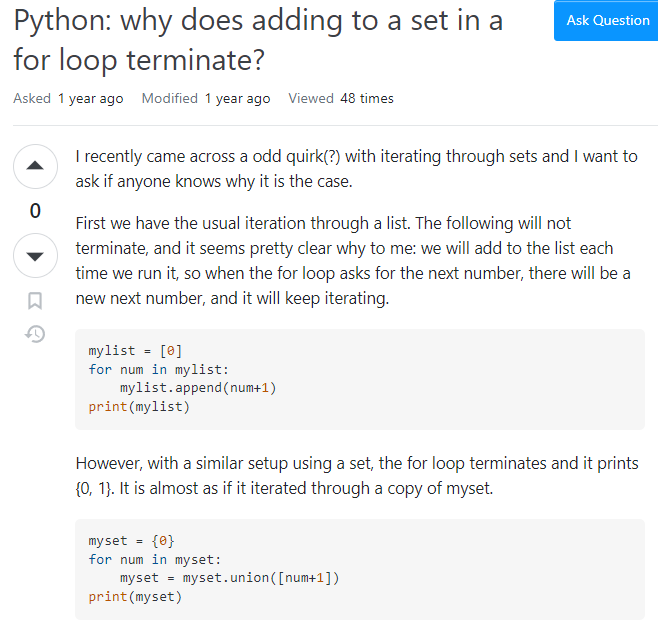 Python: why does adding to a set in a
for loop terminate?
Ask Question
Asked 1 year ago Modified 1 year ago Viewed 48 times
I recently came across a odd quirk(?) with iterating through sets and I want to
ask if anyone knows why it is the case.
0
First we have the usual iteration through a list. The following will not
terminate, and it seems pretty clear why to me: we will add to the list each
time we run it, so when the for loop asks for the next number, there will be a
new next number, and it will keep iterating.
mylist = [0]
for num in mylist:
    mylist.append(num+1)
print(mylist)
However, with a similar setup using a set, the for loop terminates and it prints
{0, 1}. It is almost as if it iterated through a copy of myset.
myset = {0}
for num in myset:
    myset = myset.union([num+1])
print(myset)